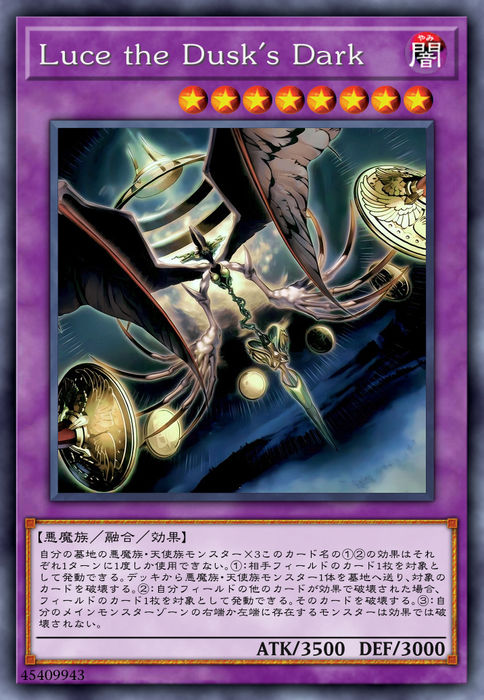 Luce the Dusk's Dark
やみ
闇
【悪魔族／融合／効果】
自分の墓地の悪魔族・天使族モンスター×3このカード名の①②の効果はそれ
ぞれ1ターンに1度しか使用できない。①：相手フィールドのカード1枚を対象と
して発動できる。デッキから悪魔族・天使族モンスター1体を墓地へ送り、対象の
カードを破壊する。②：自分フィールドの他のカードが効果で破壊された場合、
フィールドのカード1枚を対象として発動できる。そのカードを破壊する。③：自
分のメインモンスターゾーンの右端か左端に存在するモンスターは効果では破
壊されない。
ATK/3500 DEF/3000
45409943